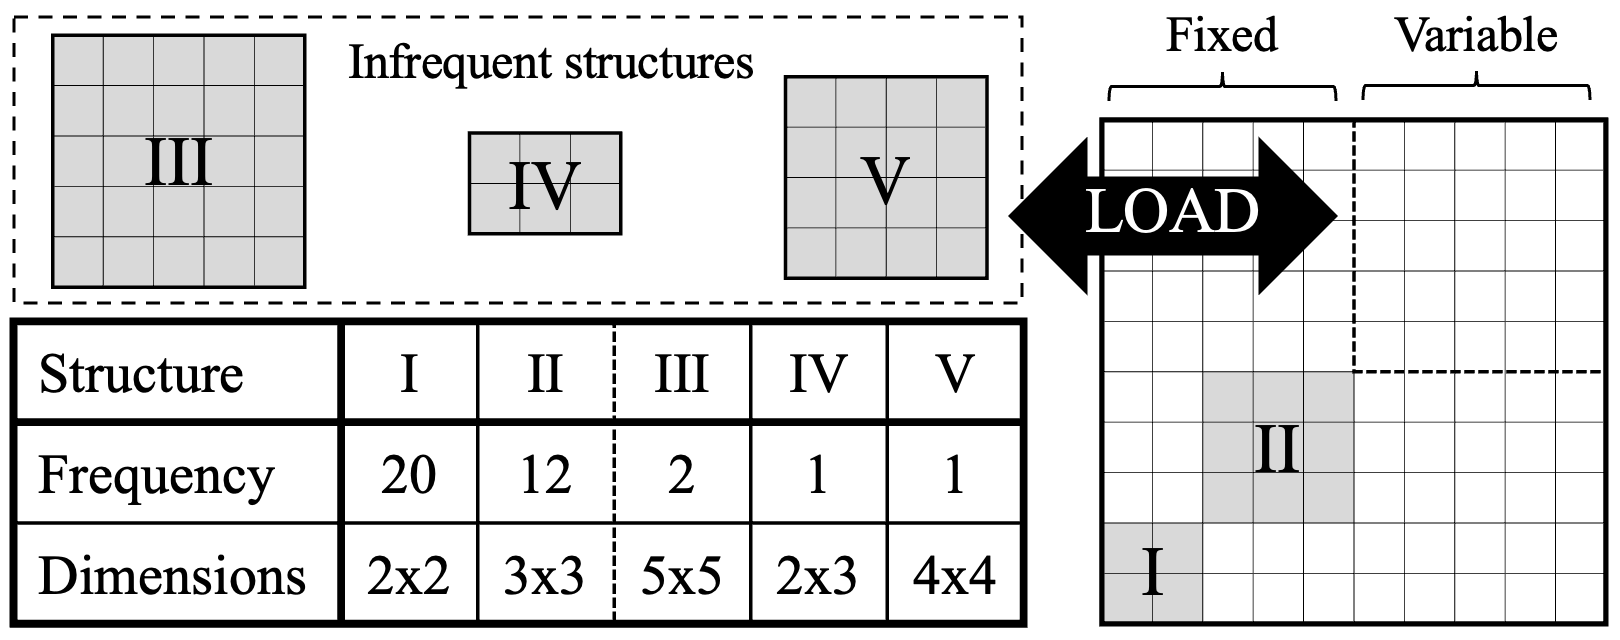 Infrequent structures
III
IV
V
Structure I II III IV V
Frequency 20 12 2 1 1
Dimensions 2x2 3x3 5x5 2x3 4x4
Fixed Variable
LOAD
II
I